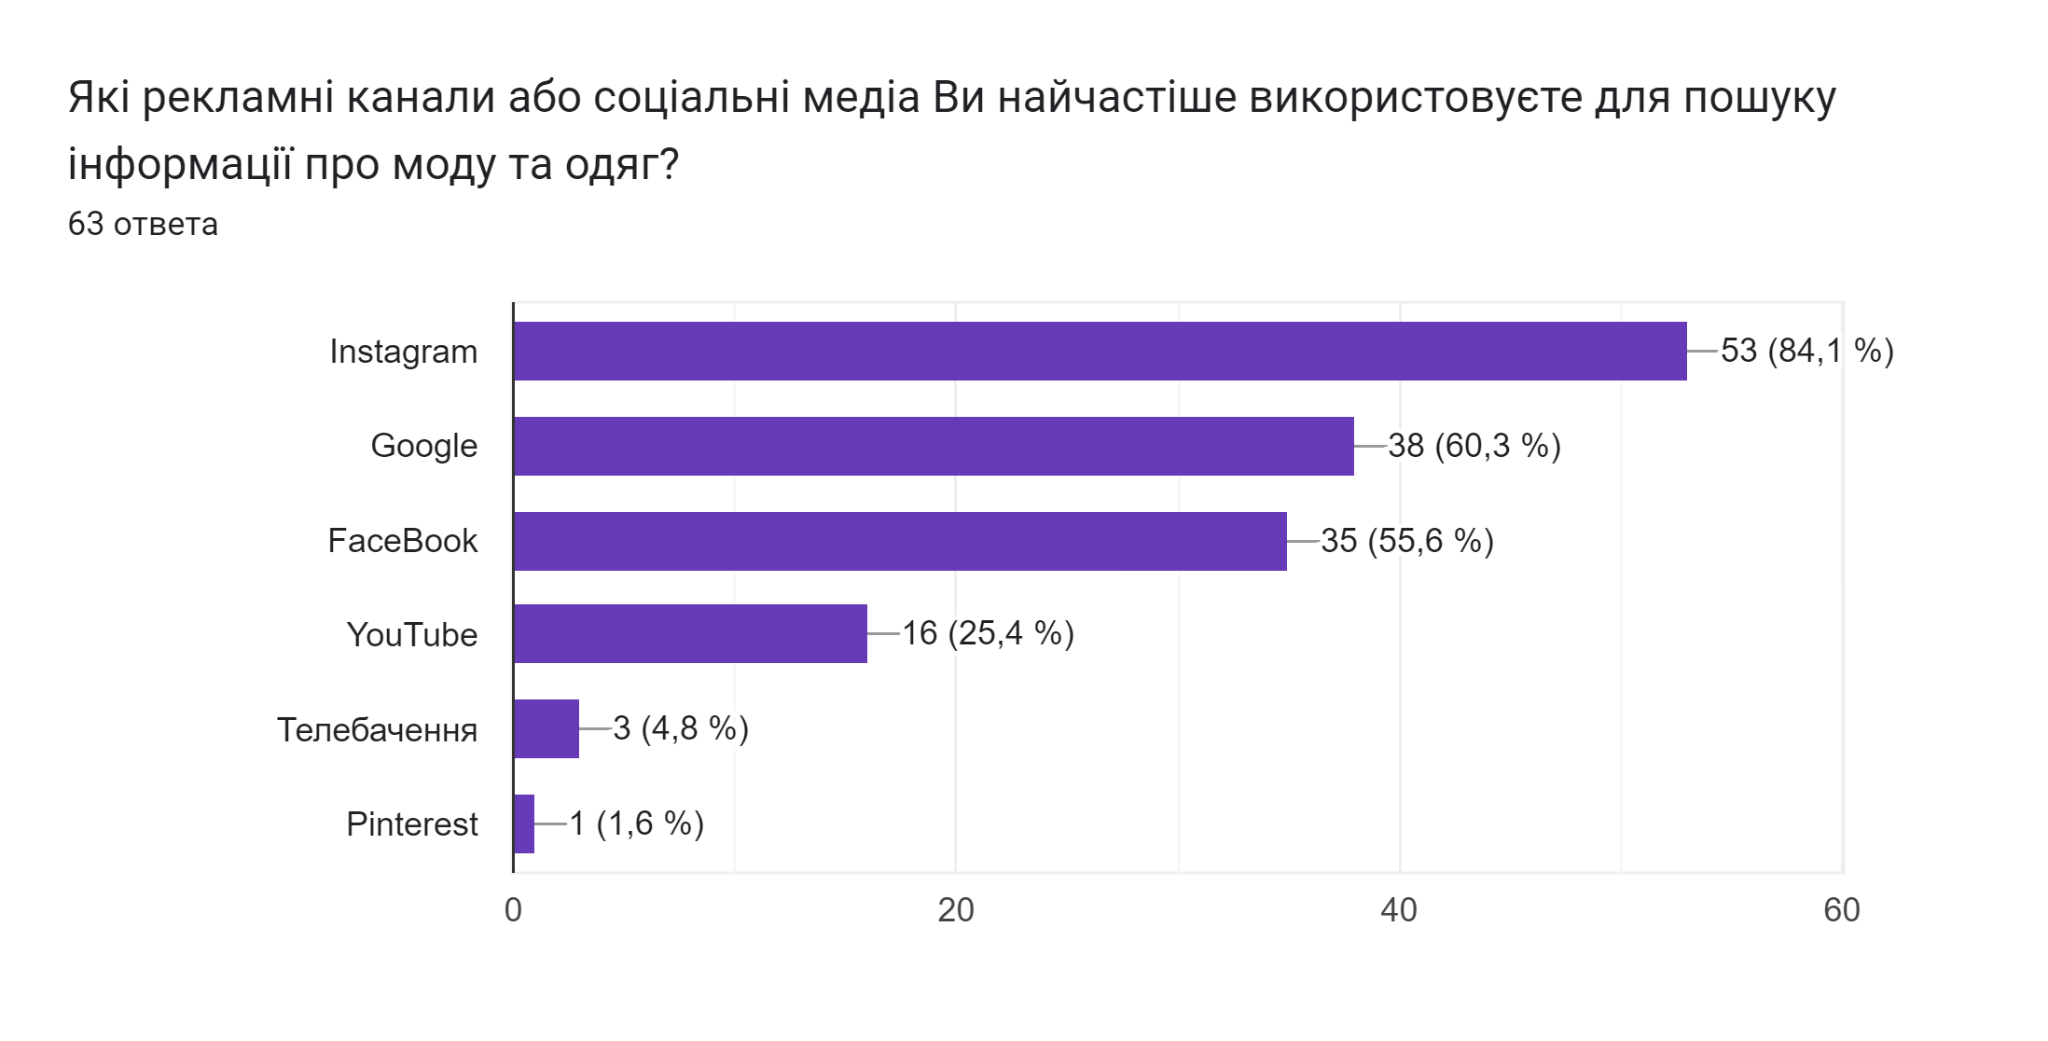 Які рекламні канали або соціальні медіа Ви найчастіше використовуєте для пошуку
інформації про моду та одяг?
63 ответа
Instagram 53 (84,1 %)
Google 38 (60,3 %)
FaceBook 35 (55,6 %)
YouTube 16 (25,4 %)
Телебачення 3 (4,8 %)
Pinterest 1 (1,6 %)
0 20 40 60